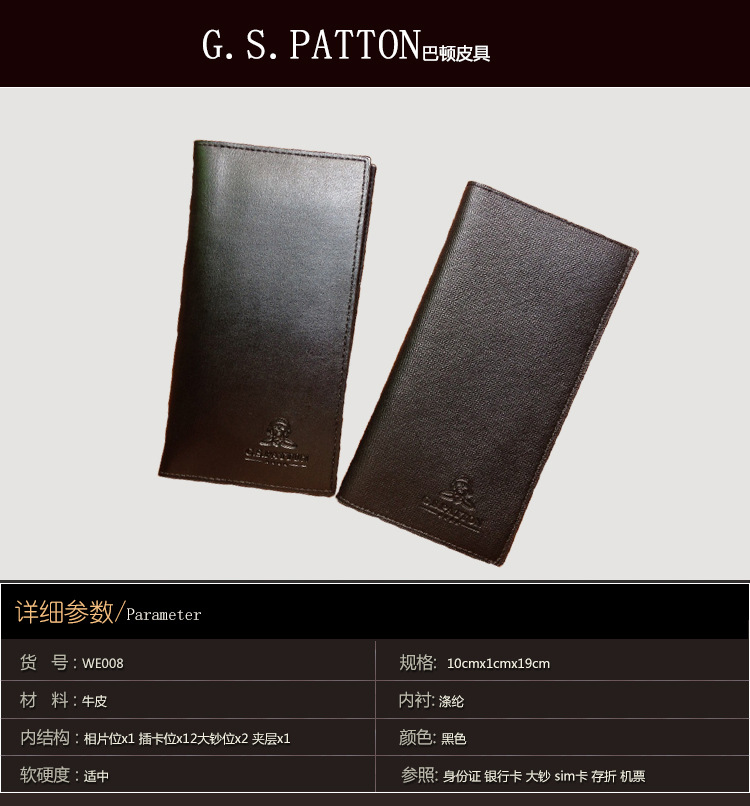 G.S.PATTON巴顿皮具
G.S.PATTON
详细参数/Parameter
货 号：WE008
规格: 10cmx1cmx19cm
材 料：牛皮
内衬: 涤纶
内结构：相片位x1 插卡位x12大钞位x2 夹层x1
颜色: 黑色
软硬度：适中
参照: 身份证 银行卡 大钞 sim卡 存折 机票